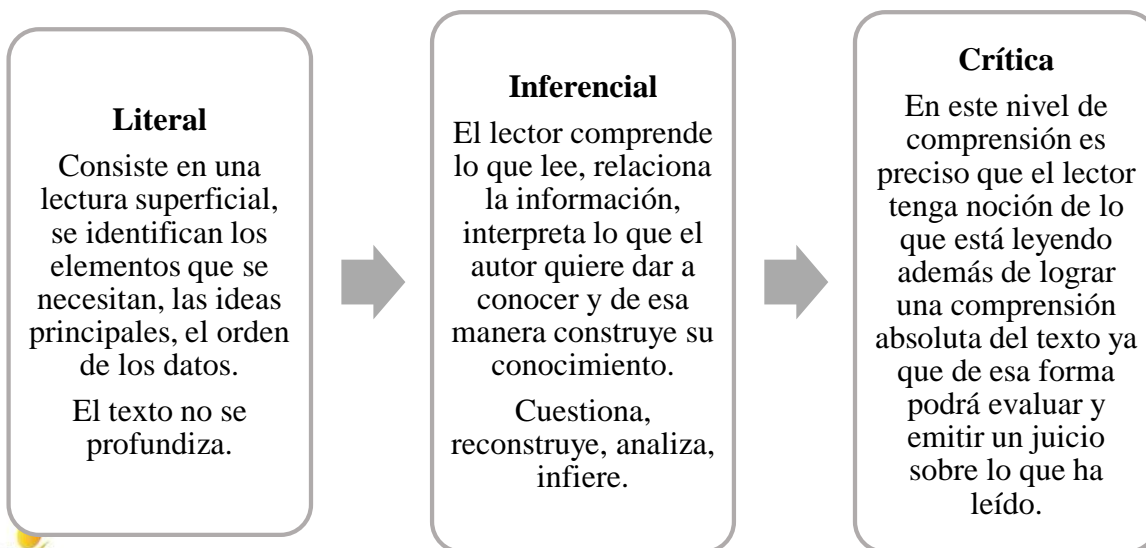 Literal
Consiste en una
lectura superficial,
se identifican los
elementos que se
necesitan, las ideas
principales, el orden
de los datos.
El texto no se
profundiza.
Inferencial
El lector comprende
lo que lee, relaciona
la información,
interpreta lo que el
autor quiere dar a
conocer y de esa
manera construye su
conocimiento.
Cuestiona,
reconstruye, analiza,
infiere.
Crítica
En este nivel de
comprensión es
preciso que el lector
tenga noción de lo
que está leyendo
además de lograr
una comprensión
absoluta del texto ya
que de esa forma
podrá evaluar y
emitir un juicio
sobre lo que ha
leído.